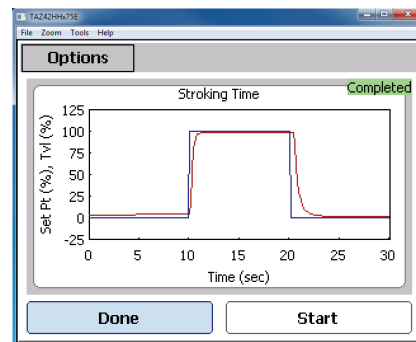 TAZ42HHx75E
File Zoom Tools Help
Options
Completed
Stroking Time
Set Pt (%), Tvl (%)
125
100
75
50
25
0
-25
0 5 10 15 20 25 30
Time (sec)
Done Start